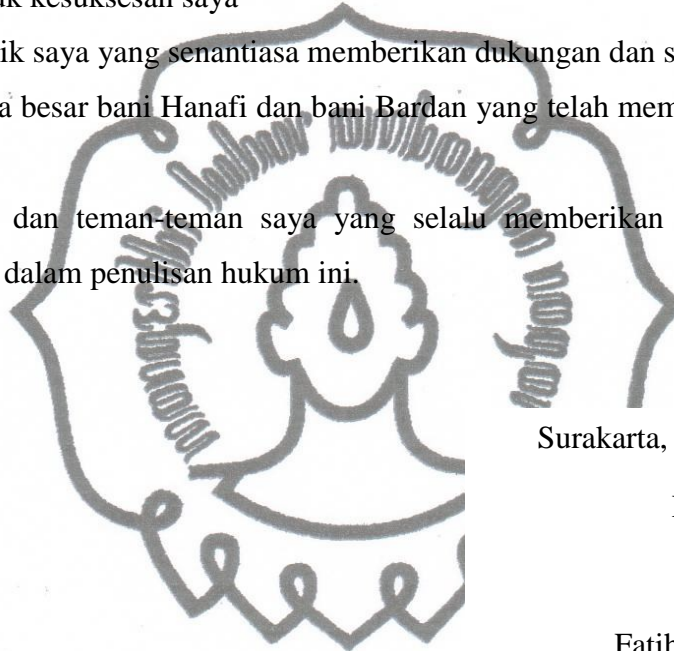 uk kesuksesan saya
ik saya yang senantiasa memberikan dukungan dan s
a besar bani Hanafi dan bani Bardan yang telah mem
dan teman-teman saya yang selalu memberikan
dalam penulisan hukum ini.
Surakarta,
Fatih